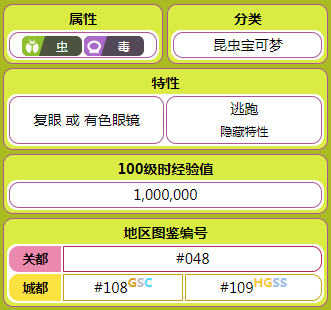 属性 分类
虫 毒 昆虫宝可梦
特性
复眼 或 有色眼镜 逃跑
隐藏特性
100级时经验值
1,000,000
地区图鉴编号
关都 #048
城都 #108GSC #109HGSS